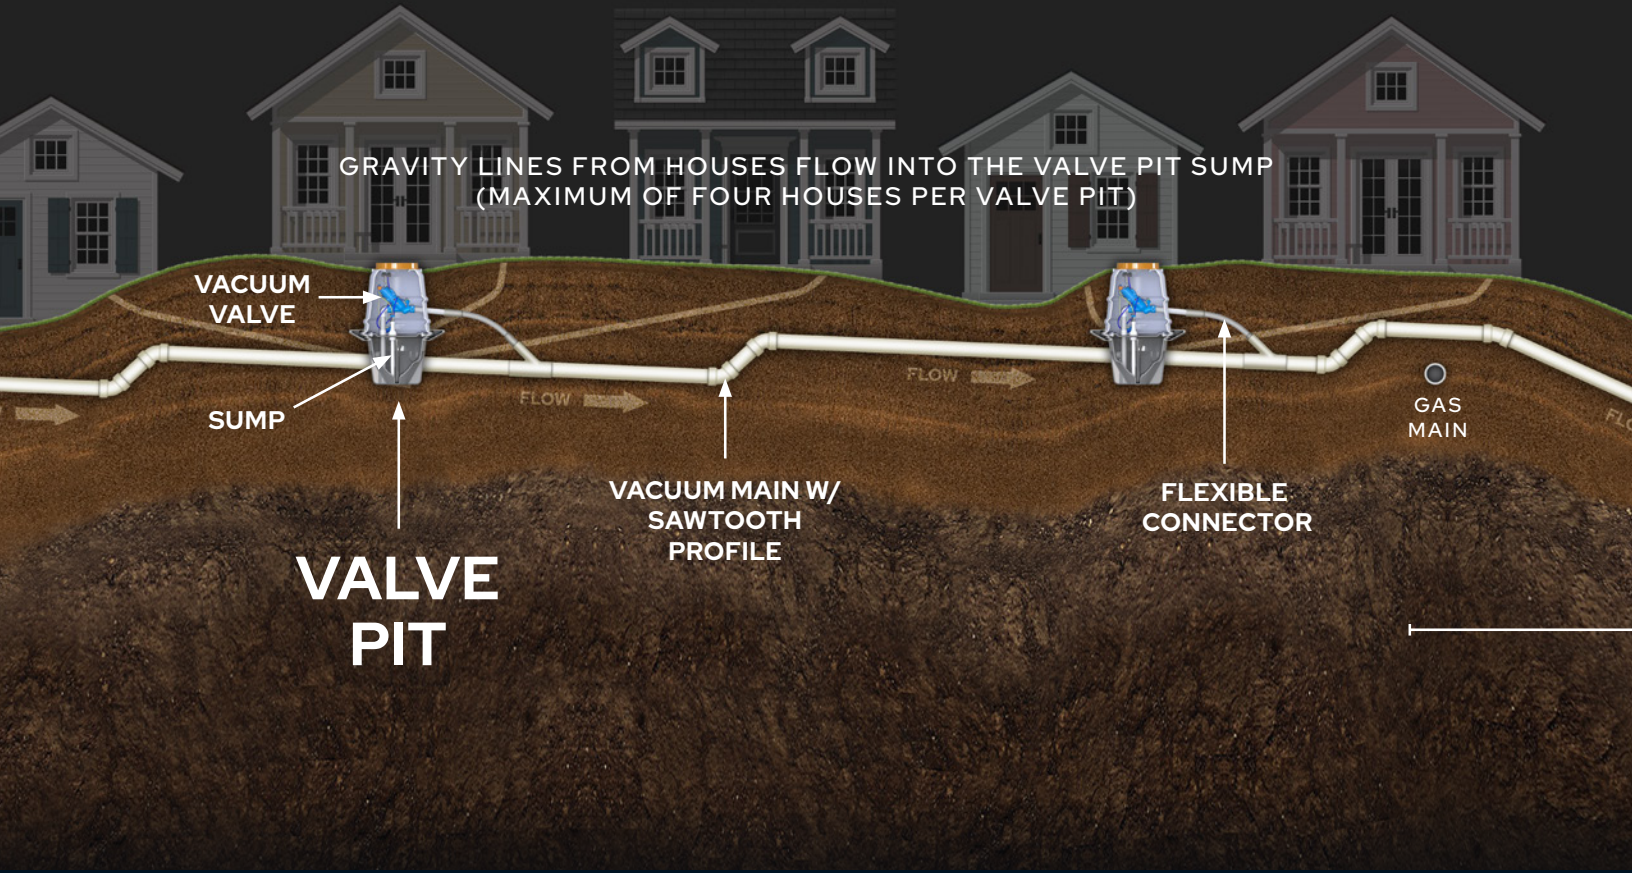 GRAVITY LINES FROM HOUSES FLOW INTO THE VALVE PIT SUMP
(MAXIMUM OF FOUR HOUSES PER VALVE PIT)
VACUUM
VALVE
SUMP
FLOW
FLOW
GAS
MAIN
VACUUM MAIN W/
SAWTOOTH
PROFILE
FLEXIBLE
CONNECTOR
VALVE
PIT